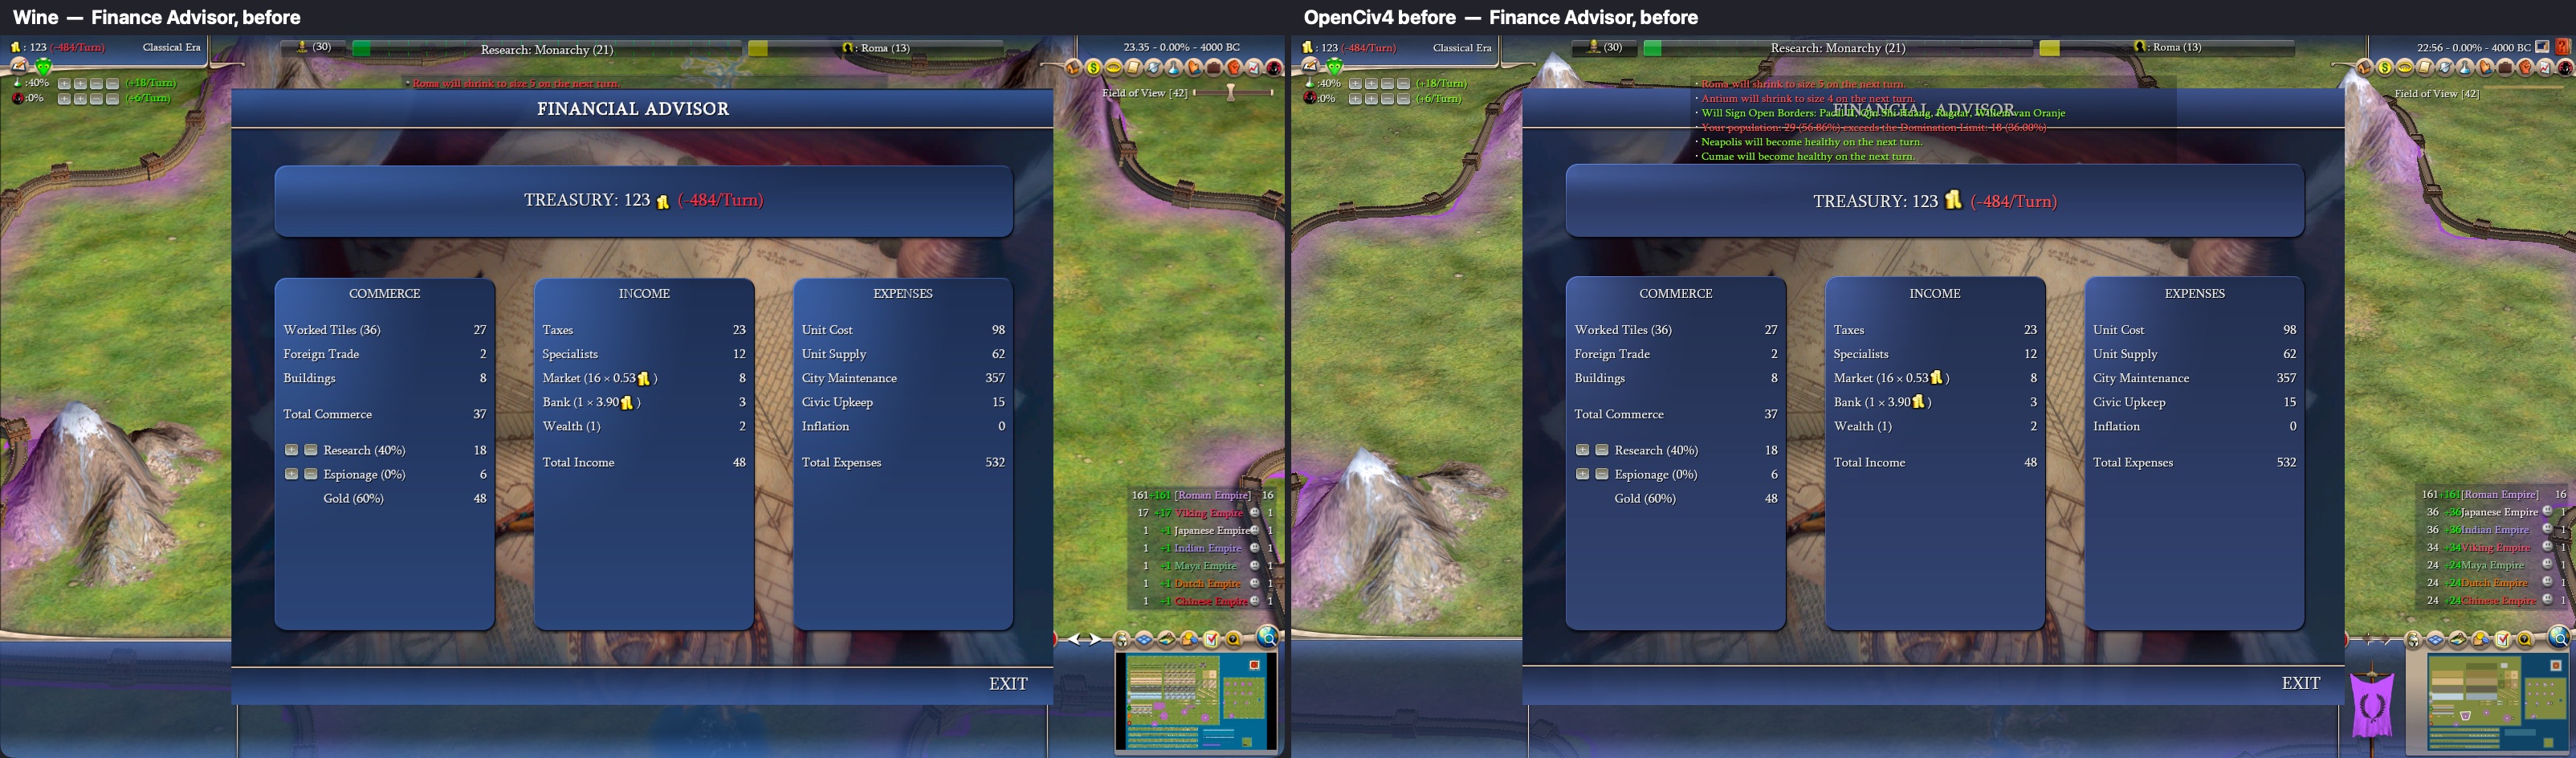 Wine — Finance Advisor, before
: 123 (-484/Turn)
Classical Era
(30)
Research: Monarchy (21)
: Roma (13)
23.35 - 0.00% - 4000 BC
:40%
(+18/Turn)
:0%
(+6/Turn)
• Roma will shrink to size 5 on the next turn.
Field of View [42]
FINANCIAL ADVISOR
TREASURY: 123 (-484/Turn)
COMMERCE
Worked Tiles (36) 27
Foreign Trade 2
Buildings 8
Total Commerce 37
Research (40%) 18
Espionage (0%) 6
Gold (60%) 48
INCOME
Taxes 23
Specialists 12
Market (16 × 0.53 ) 8
Bank (1 × 3.90 ) 3
Wealth (1) 2
Total Income 48
EXPENSES
Unit Cost 98
Unit Supply 62
City Maintenance 357
Civic Upkeep 15
Inflation 0
Total Expenses 532
161 +161 [Roman Empire] 16
17 +17 Viking Empire 1
1 +1 Japanese Empire 1
1 +1 Indian Empire 1
1 +1 Maya Empire 1
1 +1 Dutch Empire 1
1 +1 Chinese Empire 1
EXIT
OpenCiv4 before — Finance Advisor, before
: 123 (-484/Turn)
Classical Era
(30)
Research: Monarchy (21)
: Roma (13)
22:56 - 0.00% - 4000 BC
:40%
(+18/Turn)
:0%
(+6/Turn)
Field of View [42]
• Roma will shrink to size 5 on the next turn.
• Antium will shrink to size 4 on the next turn.
FINANCIAL ADVISOR
• Will Sign Open Borders: Pacal II, Qin Shi Huang, Ragnar, Willem van Oranje
• Your population: 29 (56.86%) exceeds the Domination Limit: 18 (36.00%)
• Neapolis will become healthy on the next turn.
• Cumae will become healthy on the next turn.
TREASURY: 123 (-484/Turn)
COMMERCE
Worked Tiles (36) 27
Foreign Trade 2
Buildings 8
Total Commerce 37
Research (40%) 18
Espionage (0%) 6
Gold (60%) 48
INCOME
Taxes 23
Specialists 12
Market (16 × 0.53 ) 8
Bank (1 × 3.90 ) 3
Wealth (1) 2
Total Income 48
EXPENSES
Unit Cost 98
Unit Supply 62
City Maintenance 357
Civic Upkeep 15
Inflation 0
Total Expenses 532
161 +161 [Roman Empire] 16
36 +36 Japanese Empire 1
36 +36 Indian Empire 1
34 +34 Viking Empire 1
24 +24 Maya Empire 1
24 +24 Dutch Empire 1
24 +24 Chinese Empire 1
EXIT